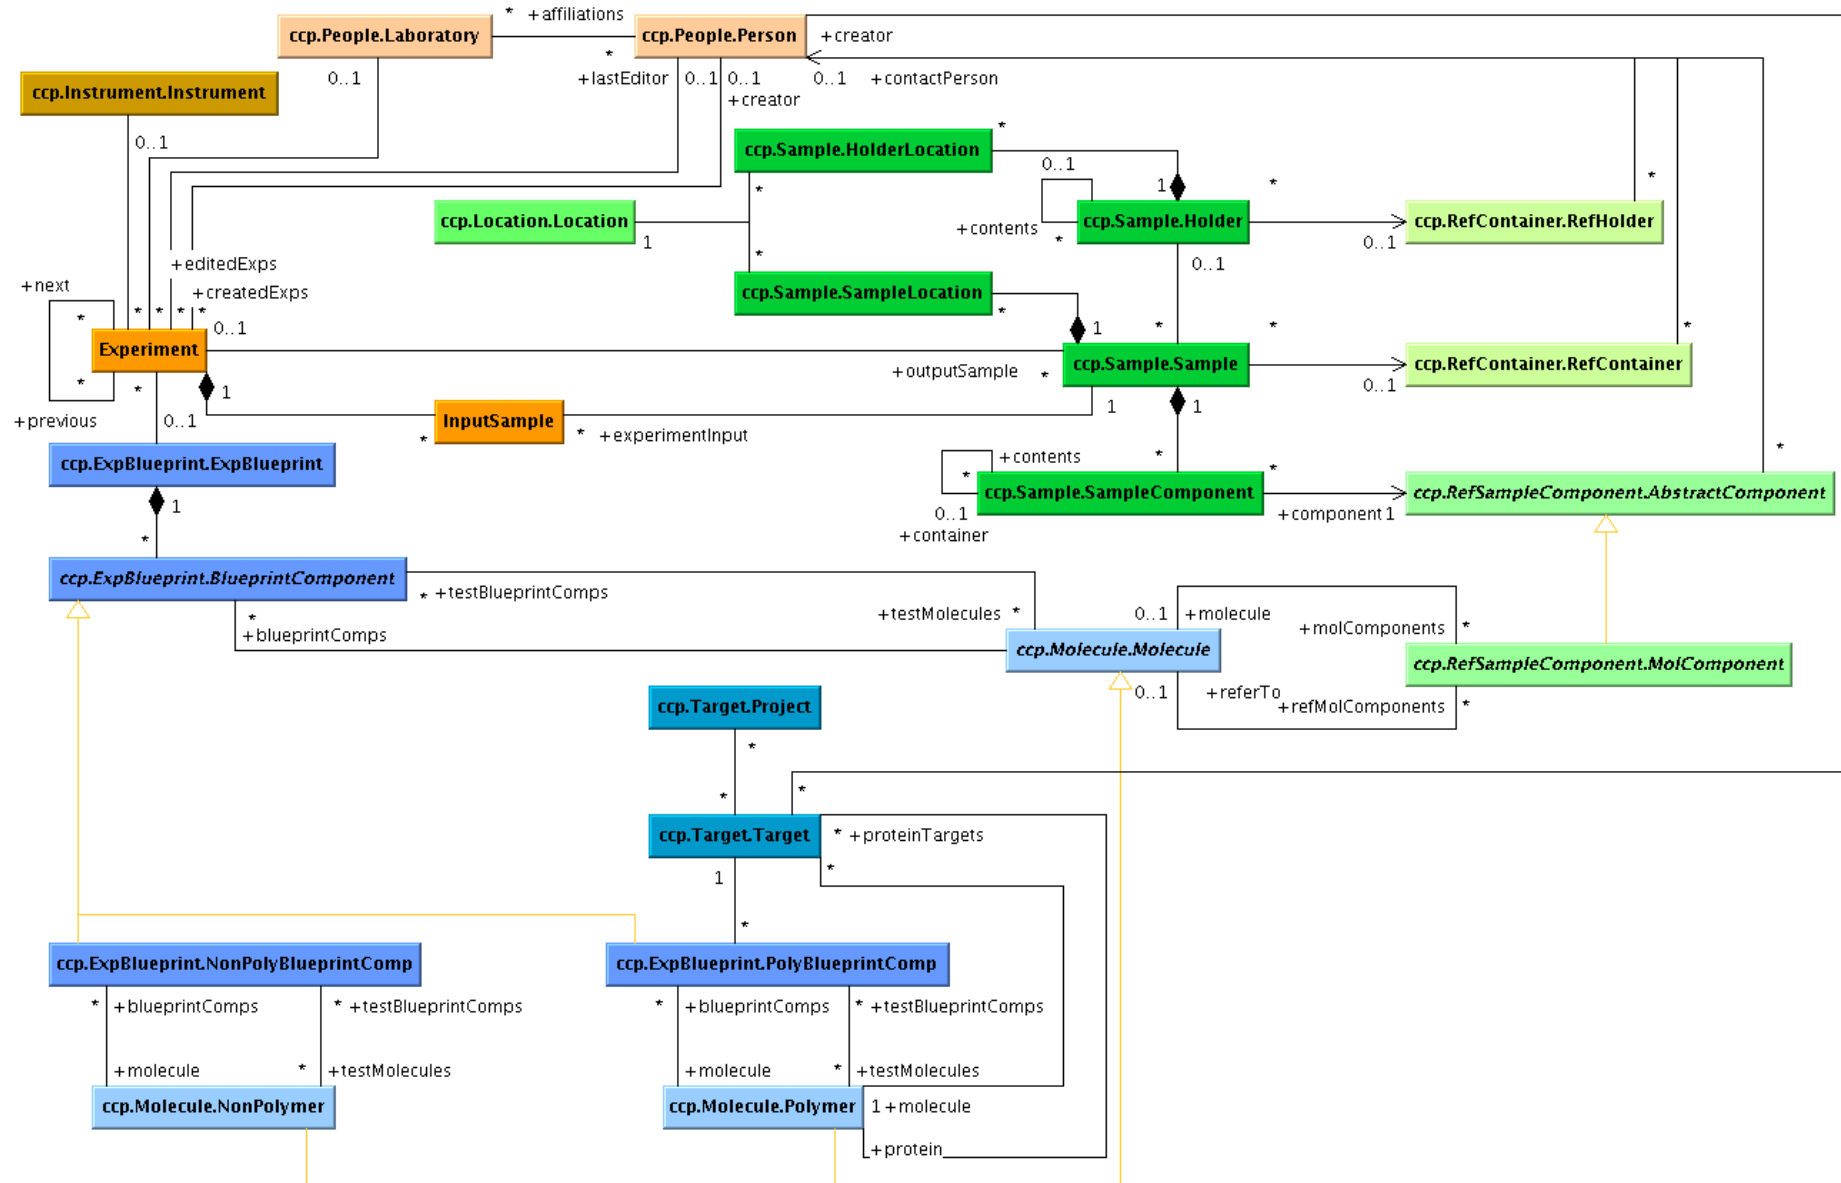 * +affiliations
ccp.People.Laboratory
ccp.People.Person
+creator
*
0..1
+lastEditor
0..1
0..1
0..1
+contactPerson
ccp.Instrument.Instrument
+creator
0..1
*
ccp.Sample.HolderLocation
0..1
*
1
*
*
ccp.Location.Location
ccp.Sample.Holder
ccp.RefContainer.RefHolder
+contents
*
1
0..1
*
+editedExps
0..1
+next
+createdExps
ccp.Sample.SampleLocation
*
*
*
*
*
*
0..1
1
*
*
*
Experiment
ccp.Sample.Sample
ccp.RefContainer.RefContainer
*
*
+outputSample
*
0..1
1
+previous
0..1
InputSample
1
1
*
*
+experimentInput
*
+contents
*
ccp.ExpBlueprint.ExpBlueprint
*
*
ccp.Sample.SampleComponent
ccp.RefSampleComponent.AbstractComponent
1
0..1
+component
1
+container
*
ccp.ExpBlueprint.BlueprintComponent
*
+testBlueprintComps
*
+testMolecules
*
0..1
+molecule
+blueprintComps
+molComponents
*
ccp.Molecule.Molecule
ccp.RefSampleComponent.MolComponent
0..1
+referTo
+refMolComponents
*
ccp.Target.Project
*
*
*
ccp.Target.Target
*
+proteinTargets
1
*
*
ccp.ExpBlueprint.NonPolyBlueprintComp
ccp.ExpBlueprint.PolyBlueprintComp
*
+blueprintComps
*
+testBlueprintComps
*
+blueprintComps
*
+testBlueprintComps
+molecule
*
+testMolecules
+molecule
*
+testMolecules
ccp.Molecule.NonPolymer
ccp.Molecule.Polymer
1
+molecule
+protein